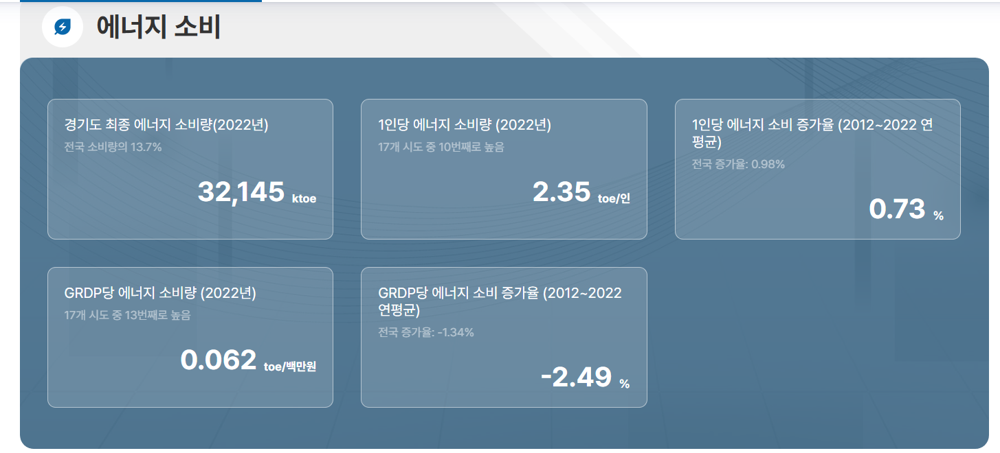 에너지 소비
경기도 최종 에너지 소비량(2022년)
전국 소비량의 13.7%
32,145 ktoe
1인당 에너지 소비량 (2022년)
17개 시도 중 10번째로 높음
2.35 toe/인
1인당 에너지 소비 증가율 (2012~2022 연
평균)
전국 증가율: 0.98%
0.73 %
GRDP당 에너지 소비량 (2022년)
17개 시도 중 13번째로 높음
0.062 toe/백만원
GRDP당 에너지 소비 증가율 (2012~2022
연평균)
전국 증가율: -1.34%
-2.49 %